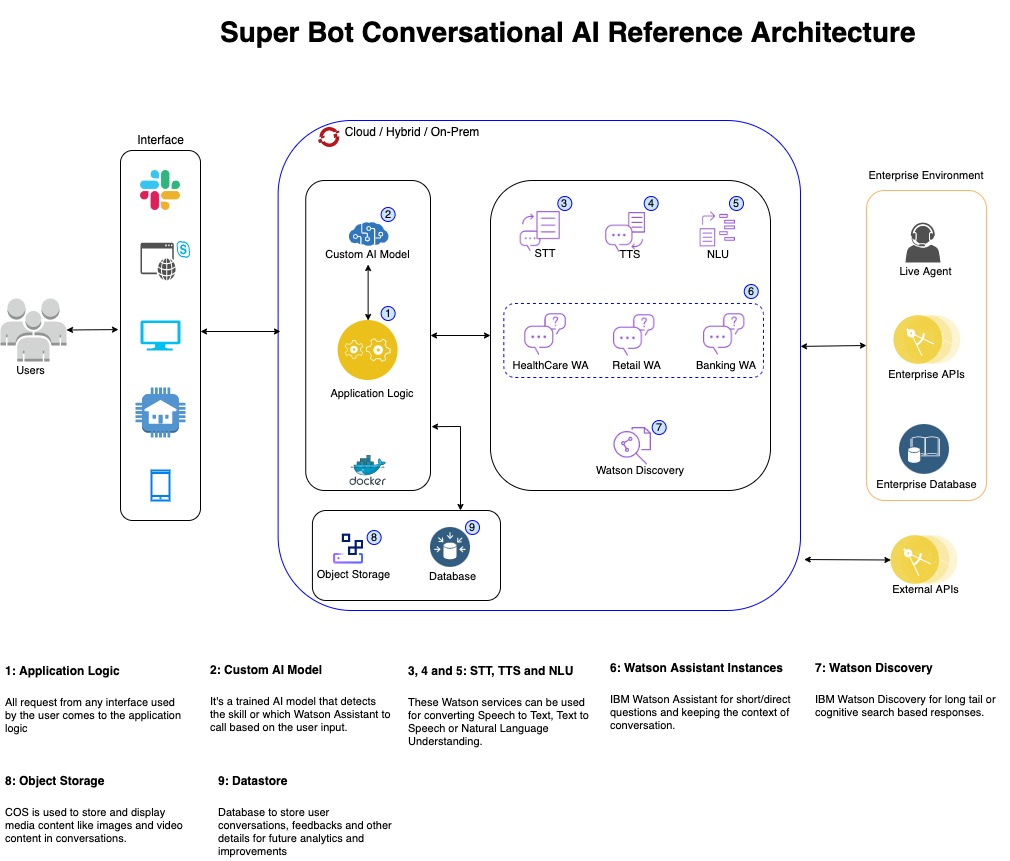 Super Bot Conversational AI Reference Architecture
Cloud / Hybrid / On-Prem
Interface
Enterprise Environment
2
3
4
5
Custom AI Model
STT
TTS
NLU
S
Live Agent
6
1
Users
HealthCare WA
Retail WA
Banking WA
Enterprise APIs
Application Logic
7
Watson Discovery
docker
Enterprise Database
8
9
Object Storage
Database
External APIs
1: Application Logic
All request from any interface used
by the user comes to the application
logic
2: Custom AI Model
It's a trained AI model that detects
the skill or which Watson Assistant to
call based on the user input.
3, 4 and 5: STT, TTS and NLU
These Watson services can be used
for converting Speech to Text, Text to
Speech or Natural Language
Understanding.
6: Watson Assistant Instances
IBM Watson Assistant for short/direct
questions and keeping the context of
conversation.
7: Watson Discovery
IBM Watson Discovery for long tail or
cognitive search based responses.
8: Object Storage
COS is used to store and display
media content like images and video
content in conversations.
9: Datastore
Database to store user
conversations, feedbacks and other
details for future analytics and
improvements